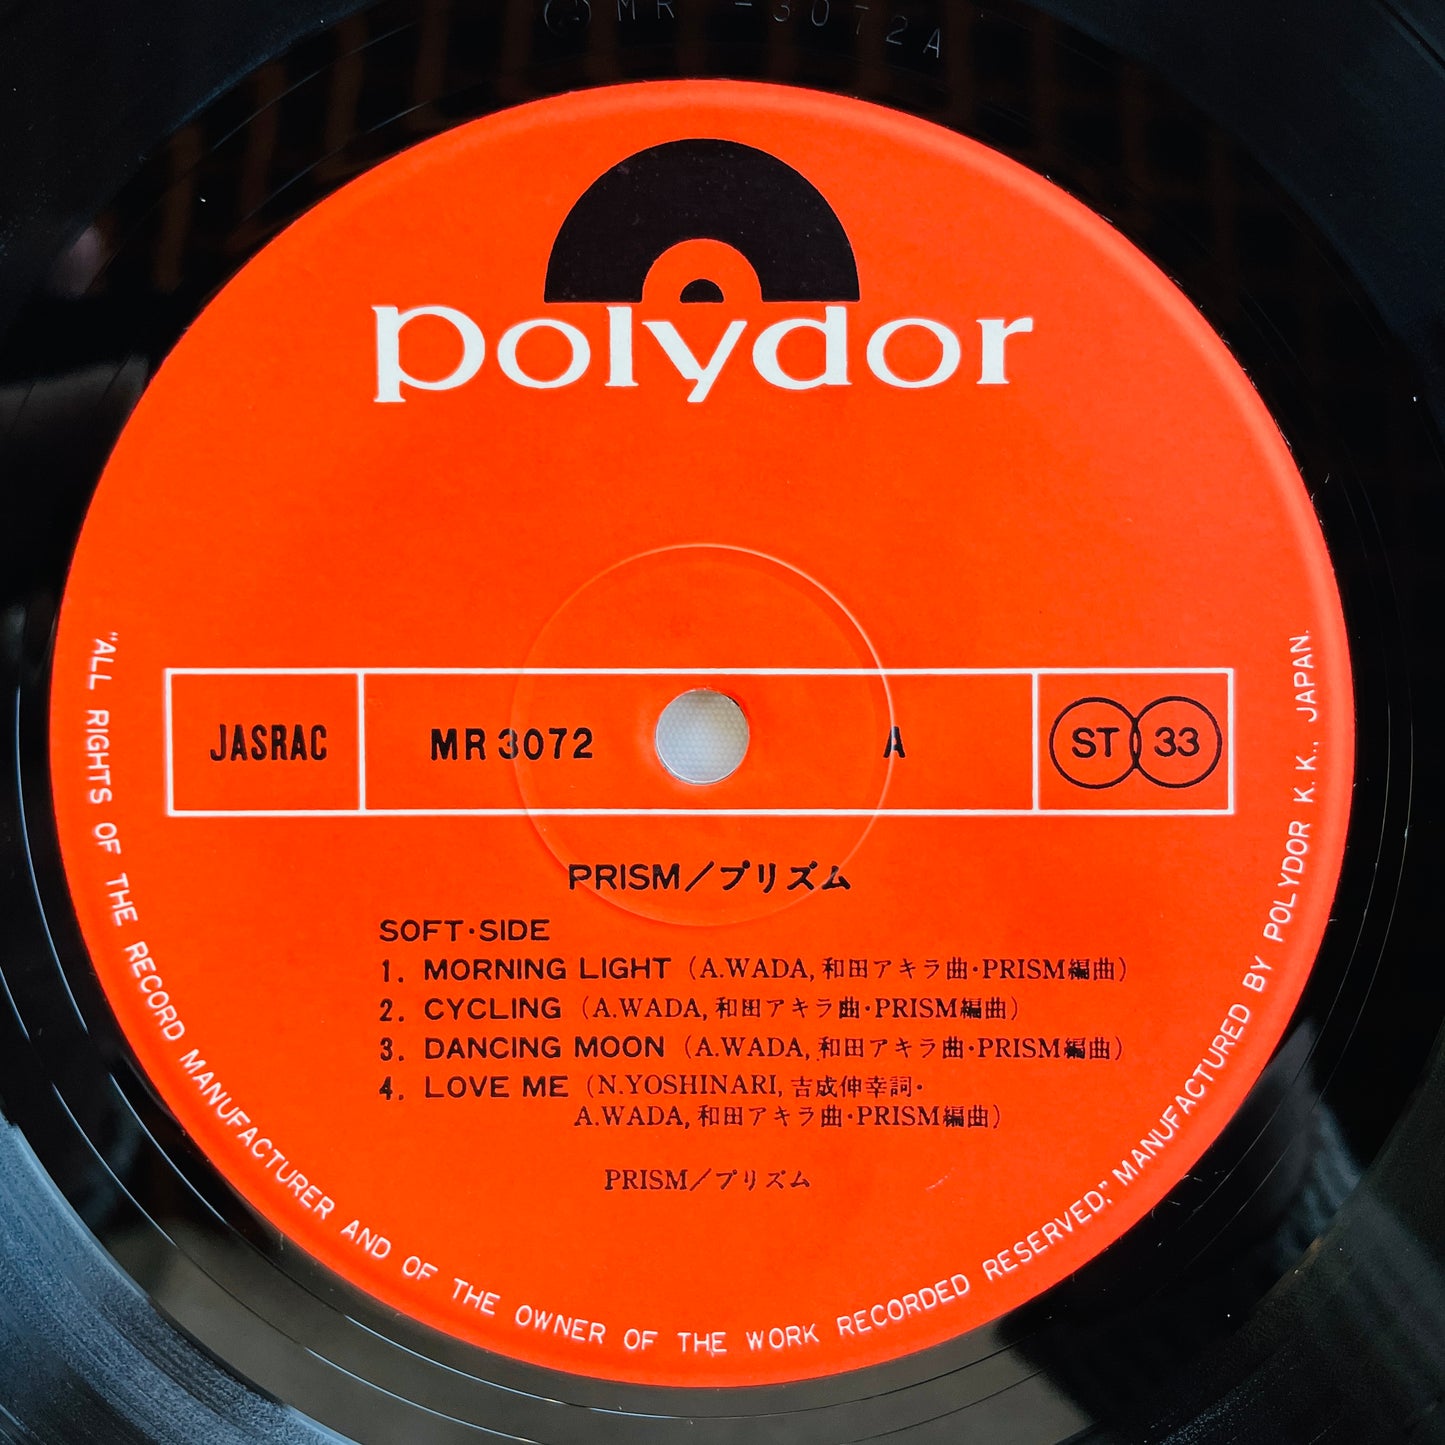 MR -3072A
polydor
JASRAC MR 3072 A ST 33
PRISM／プリズム
SOFT・SIDE
1. MORNING LIGHT (A.WADA, 和田アキラ曲・PRISM編曲)
2. CYCLING (A.WADA, 和田アキラ曲・PRISM編曲)
3. DANCING MOON (A.WADA, 和田アキラ曲・PRISM編曲)
4. LOVE ME (N.YOSHINARI, 吉成伸幸詞・
A.WADA, 和田アキラ曲・PRISM編曲)
PRISM／プリズム
"ALL RIGHTS OF THE RECORD MANUFACTURER AND OF THE OWNER OF THE WORK RECORDED RESERVED," MANUFACTURED BY POLYDOR K.K., JAPAN.